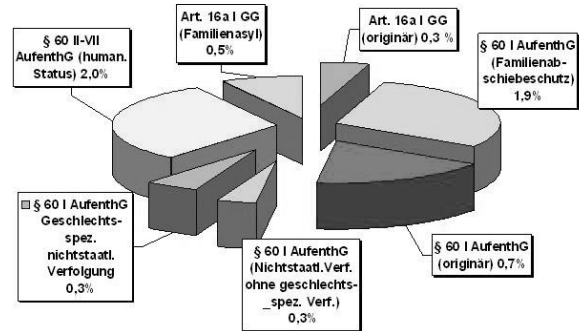 § 60 II-VII
AufenthG (human.
Status) 2,0%
Art. 16a I GG
(Familienasyl)
0,5%
Art. 16a I GG
(originär) 0,3 %
§ 60 I AufenthG
(Familienab-
schiebeschutz)
1,9%
§ 60 I AufenthG
Geschlechts-
spez.
nichtstaatl.
Verfolgung
0,3%
§ 60 I AufenthG
(Nichtstaatl.Verf.
ohne geschlechts-
_spez. Verf.)
0,3%
§ 60 I AufenthG
(originär) 0,7%